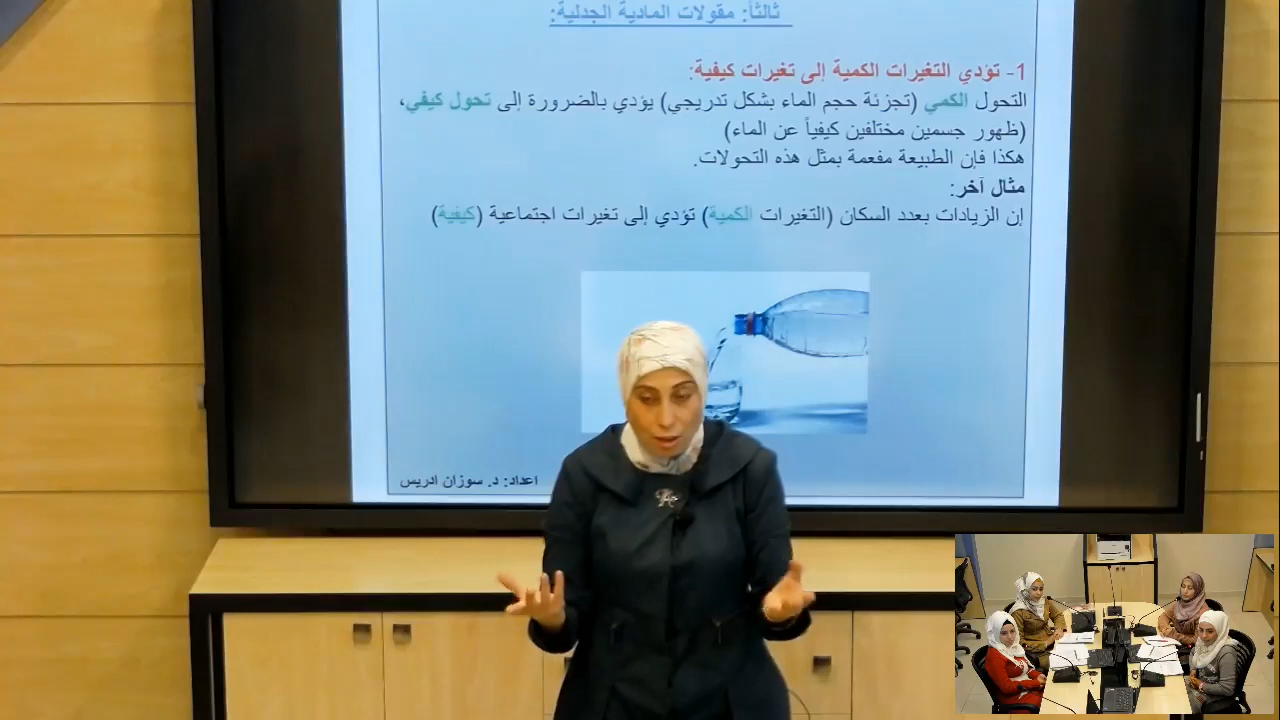 ثالثاً: مقولات المادية الجدلية:
1- تؤدي التغيرات الكمية إلى تغيرات كيفية:
التحول الكمي (تجزئة حجم الماء بشكل تدريجي) يؤدي بالضرورة إلى تحول كيفي،
(ظهور جسمين مختلفين كيفياً عن الماء)
هكذا فإن الطبيعة مفعمة بمثل هذه التحولات.
مثال آخر:
إن الزيادات بعدد السكان (التغيرات الكمية) تؤدي إلى تغيرات اجتماعية (كيفية)
اعداد: د. سوزان ادريس